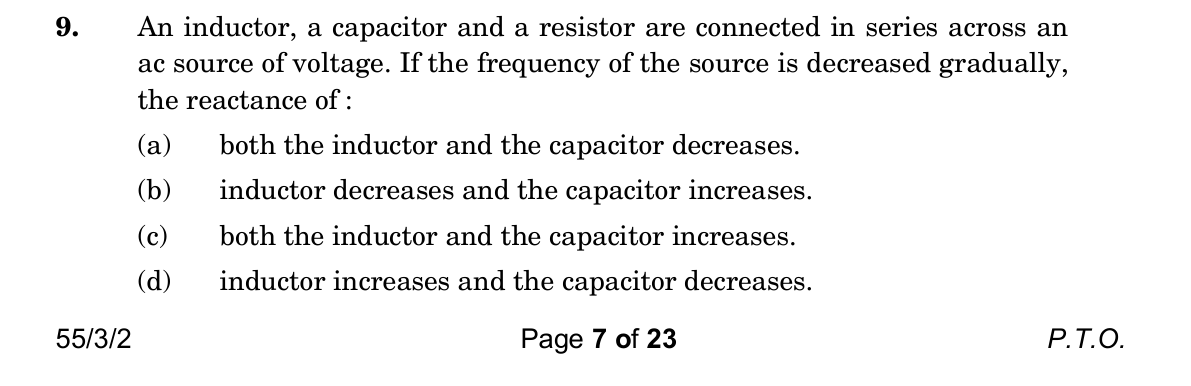 9. An inductor, a capacitor and a resistor are connected in series across an
ac source of voltage. If the frequency of the source is decreased gradually,
the reactance of :
(a) both the inductor and the capacitor decreases.
(b) inductor decreases and the capacitor increases.
(c) both the inductor and the capacitor increases.
(d) inductor increases and the capacitor decreases.
55/3/2 Page 7 of 23 P.T.O.